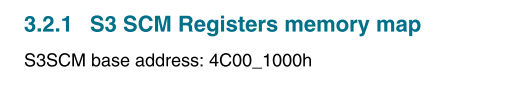 3.2.1 S3 SCM Registers memory map
S3SCM base address: 4C00_1000h